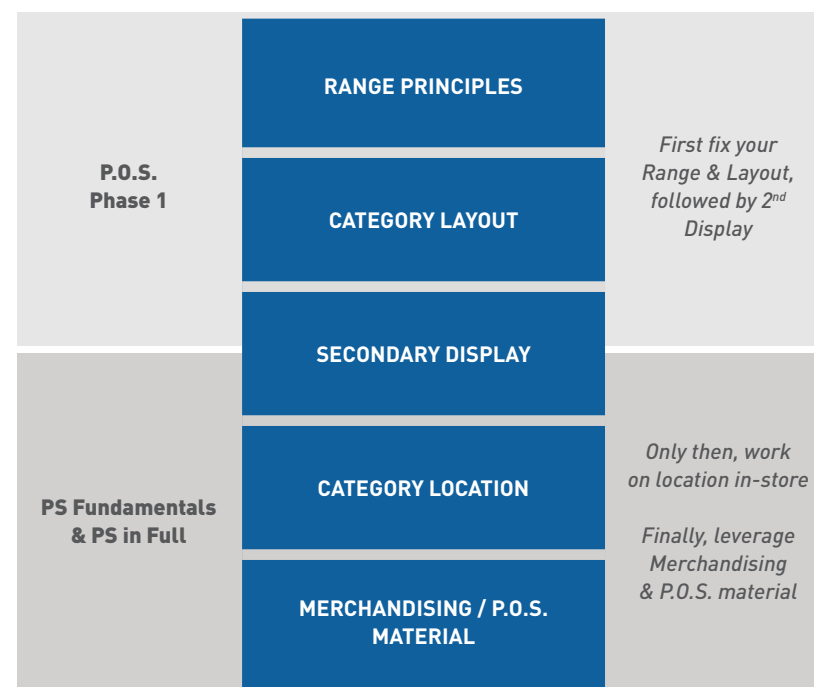 P.O.S.
Phase 1
RANGE PRINCIPLES
CATEGORY LAYOUT
SECONDARY DISPLAY
First fix your
Range & Layout,
followed by 2nd
Display
PS Fundamentals
& PS in Full
CATEGORY LOCATION
MERCHANDISING / P.O.S.
MATERIAL
Only then, work
on location in-store
Finally, leverage
Merchandising
& P.O.S. material